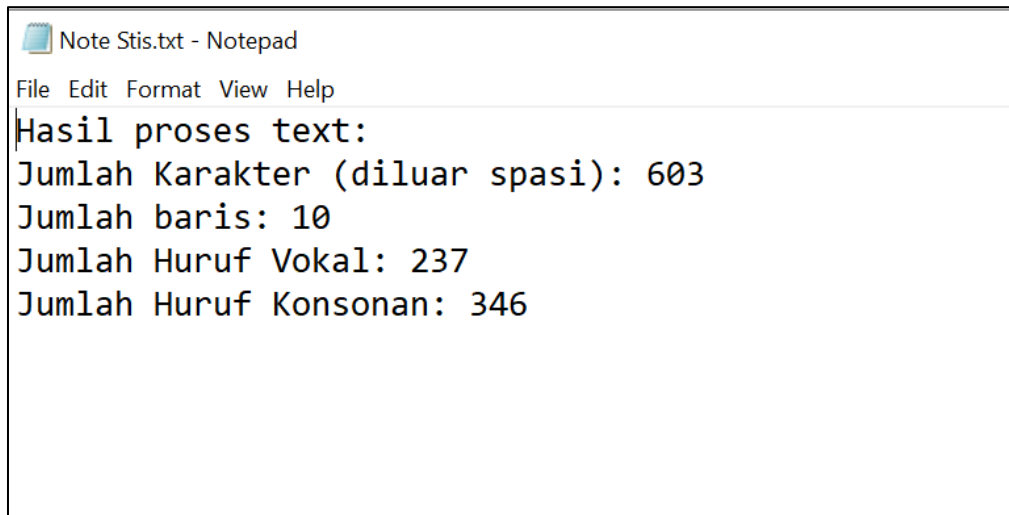 Note Stis.txt - Notepad
File Edit Format View Help
Hasil proses text:
Jumlah Karakter (diluar spasi): 603
Jumlah baris: 10
Jumlah Huruf Vokal: 237
Jumlah Huruf Konsonan: 346